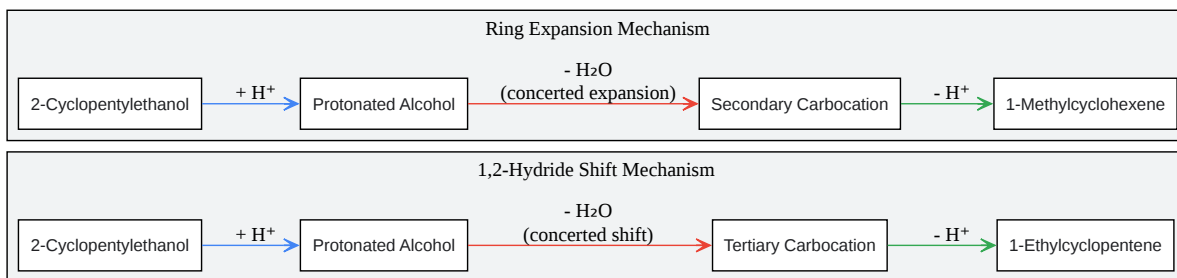 Ring Expansion Mechanism
2-Cyclopentylethanol
+ H⁺
Protonated Alcohol
- H₂O
(concerted expansion)
Secondary Carbocation
- H⁺
1-Methylcyclohexene
1,2-Hydride Shift Mechanism
2-Cyclopentylethanol
+ H⁺
Protonated Alcohol
- H₂O
(concerted shift)
Tertiary Carbocation
- H⁺
1-Ethylcyclopentene